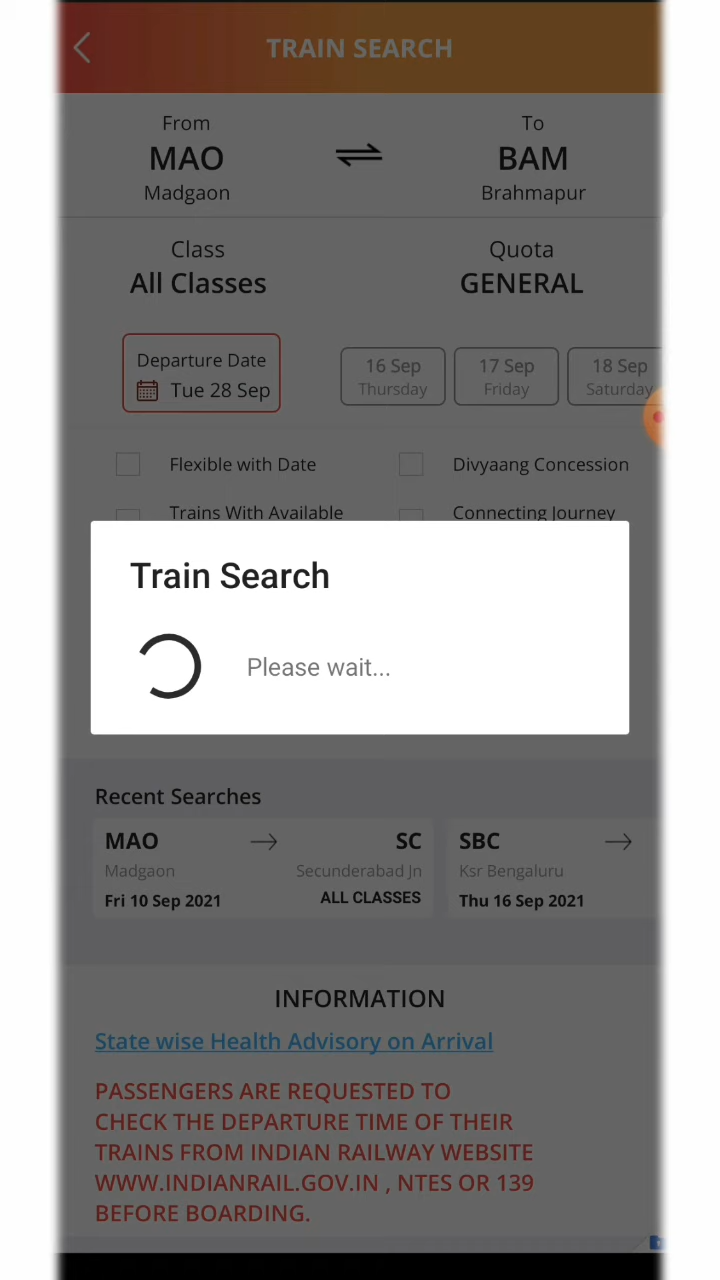 TRAIN SEARCH
From
To
MAO
BAM
Madgaon
Brahmapur
Class
Quota
All Classes
GENERAL
Departure Date
Tue 28 Sep
16 Sep
Thursday
17 Sep
Friday
18 Sep
Saturday
Flexible with Date
Divyaang Concession
Trains With Available
Connecting Journey
Train Search
Please wait...
Recent Searches
MAO
SC
Madgaon
Secunderabad Jn
Fri 10 Sep 2021
ALL CLASSES
SBC
Ksr Bengaluru
Thu 16 Sep 2021
INFORMATION
State wise Health Advisory on Arrival
PASSENGERS ARE REQUESTED TO
CHECK THE DEPARTURE TIME OF THEIR
TRAINS FROM INDIAN RAILWAY WEBSITE
WWW.INDIANRAIL.GOV.IN , NTES OR 139
BEFORE BOARDING.